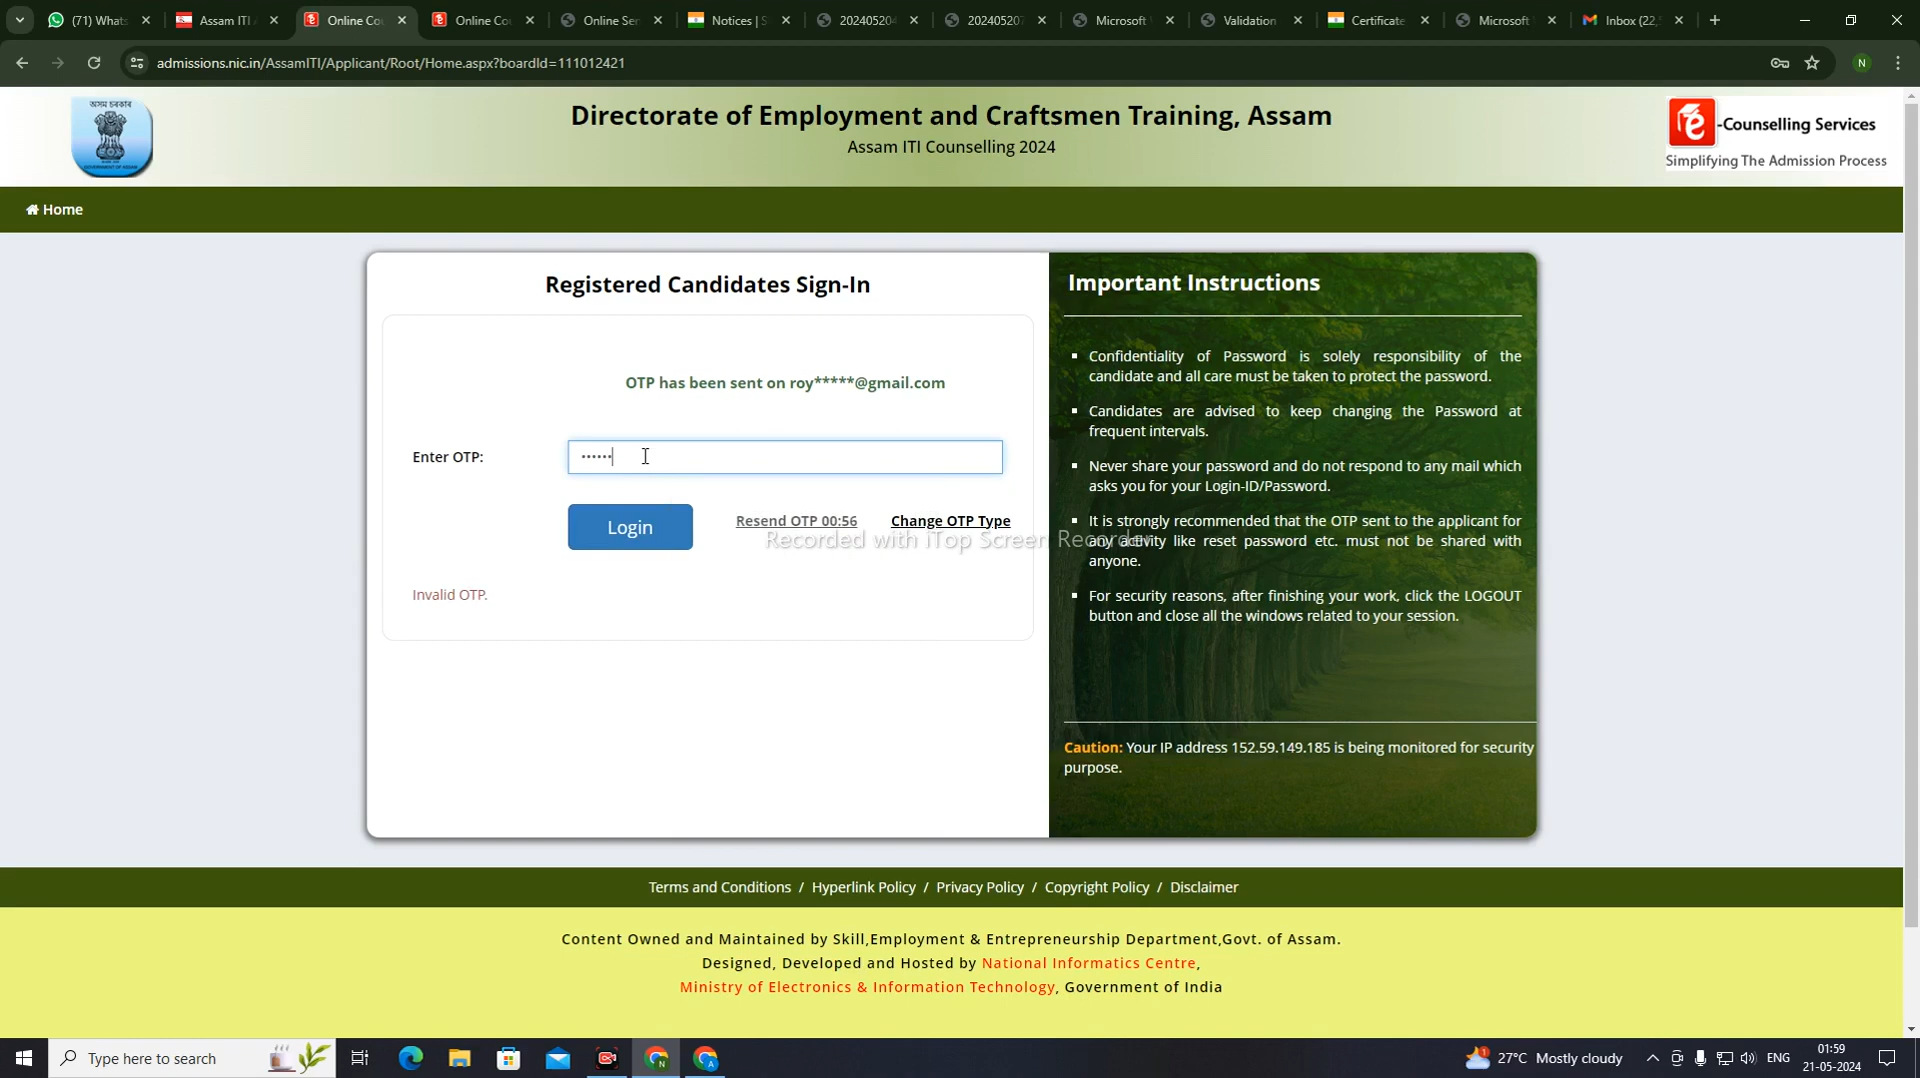 (71) Whats
Assam ITI
Online Cou
Online Cou
Online Ser
Notices | S
202405204
202405207
Microsoft
Validation
Certificate
Microsoft
Inbox (22,
admissions.nic.in/AssamITI/Applicant/Root/Home.aspx?boardId=111012421
N
অসম চৰকাৰ
GOVERNMENT OF ASSAM
Directorate of Employment and Craftsmen Training, Assam
Assam ITI Counselling 2024
e-Counselling Services
Simplifying The Admission Process
Home
Registered Candidates Sign-In
OTP has been sent on roy*****@gmail.com
Enter OTP:
••••••
Login
Resend OTP 00:56
Change OTP Type
Invalid OTP.
Important Instructions
Confidentiality of Password is solely responsibility of the
candidate and all care must be taken to protect the password.
Candidates are advised to keep changing the Password at
frequent intervals.
Never share your password and do not respond to any mail which
asks you for your Login-ID/Password.
It is strongly recommended that the OTP sent to the applicant for
any activity like reset password etc. must not be shared with
anyone.
For security reasons, after finishing your work, click the LOGOUT
button and close all the windows related to your session.
Caution: Your IP address 152.59.149.185 is being monitored for security
purpose.
Recorded with iTop Screen Recorder
Terms and Conditions / Hyperlink Policy / Privacy Policy / Copyright Policy / Disclaimer
Content Owned and Maintained by Skill,Employment & Entrepreneurship Department,Govt. of Assam.
Designed, Developed and Hosted by National Informatics Centre,
Ministry of Electronics & Information Technology, Government of India
Type here to search
27°C Mostly cloudy
ENG
01:59
21-05-2024